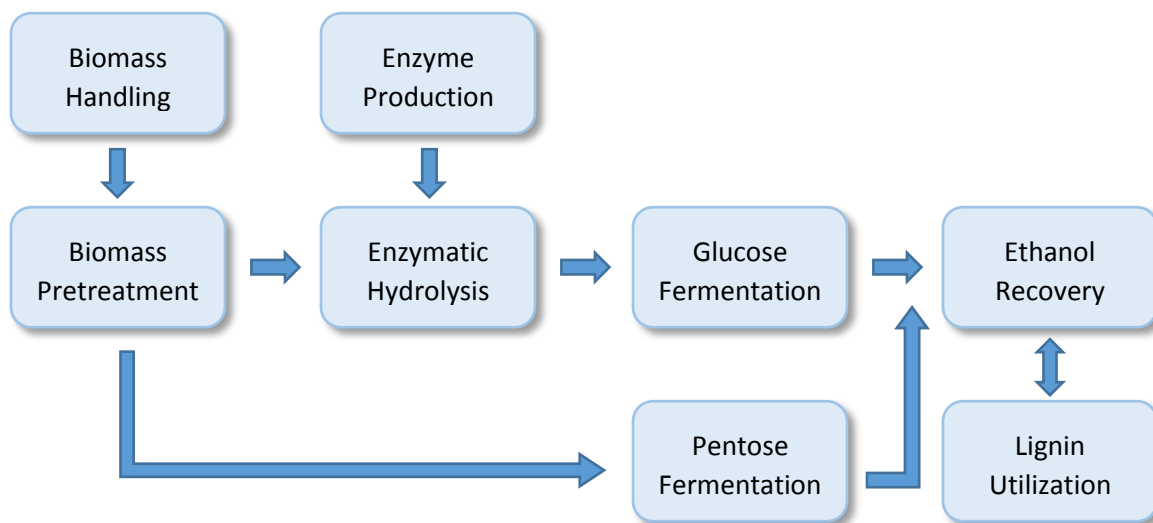 Biomass
Handling
Enzyme
Production
Biomass
Pretreatment
Enzymatic
Hydrolysis
Glucose
Fermentation
Ethanol
Recovery
Pentose
Fermentation
Lignin
Utilization